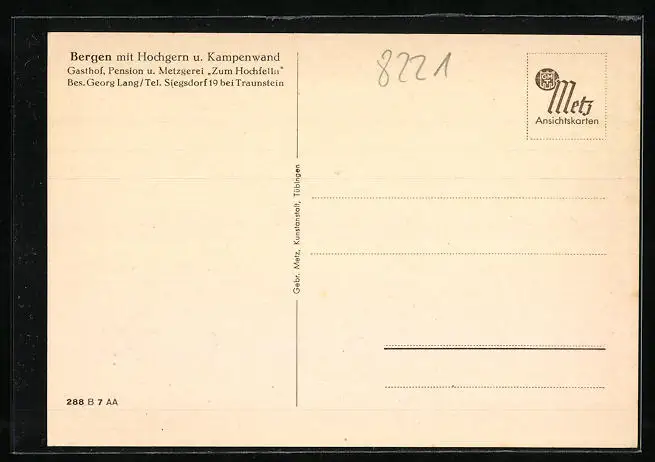 Bergen mit Hochgern u. Kampenwand
Gasthof, Pension u. Metzgerei „Zum Hochfelln"
Bes. Georg Lang/Tel. Siegsdorf 19 bei Traunstein
8221
Metz
Ansichtskarten
Gebr. Metz, Kunstanstalt, Tübingen
288 B 7 AA